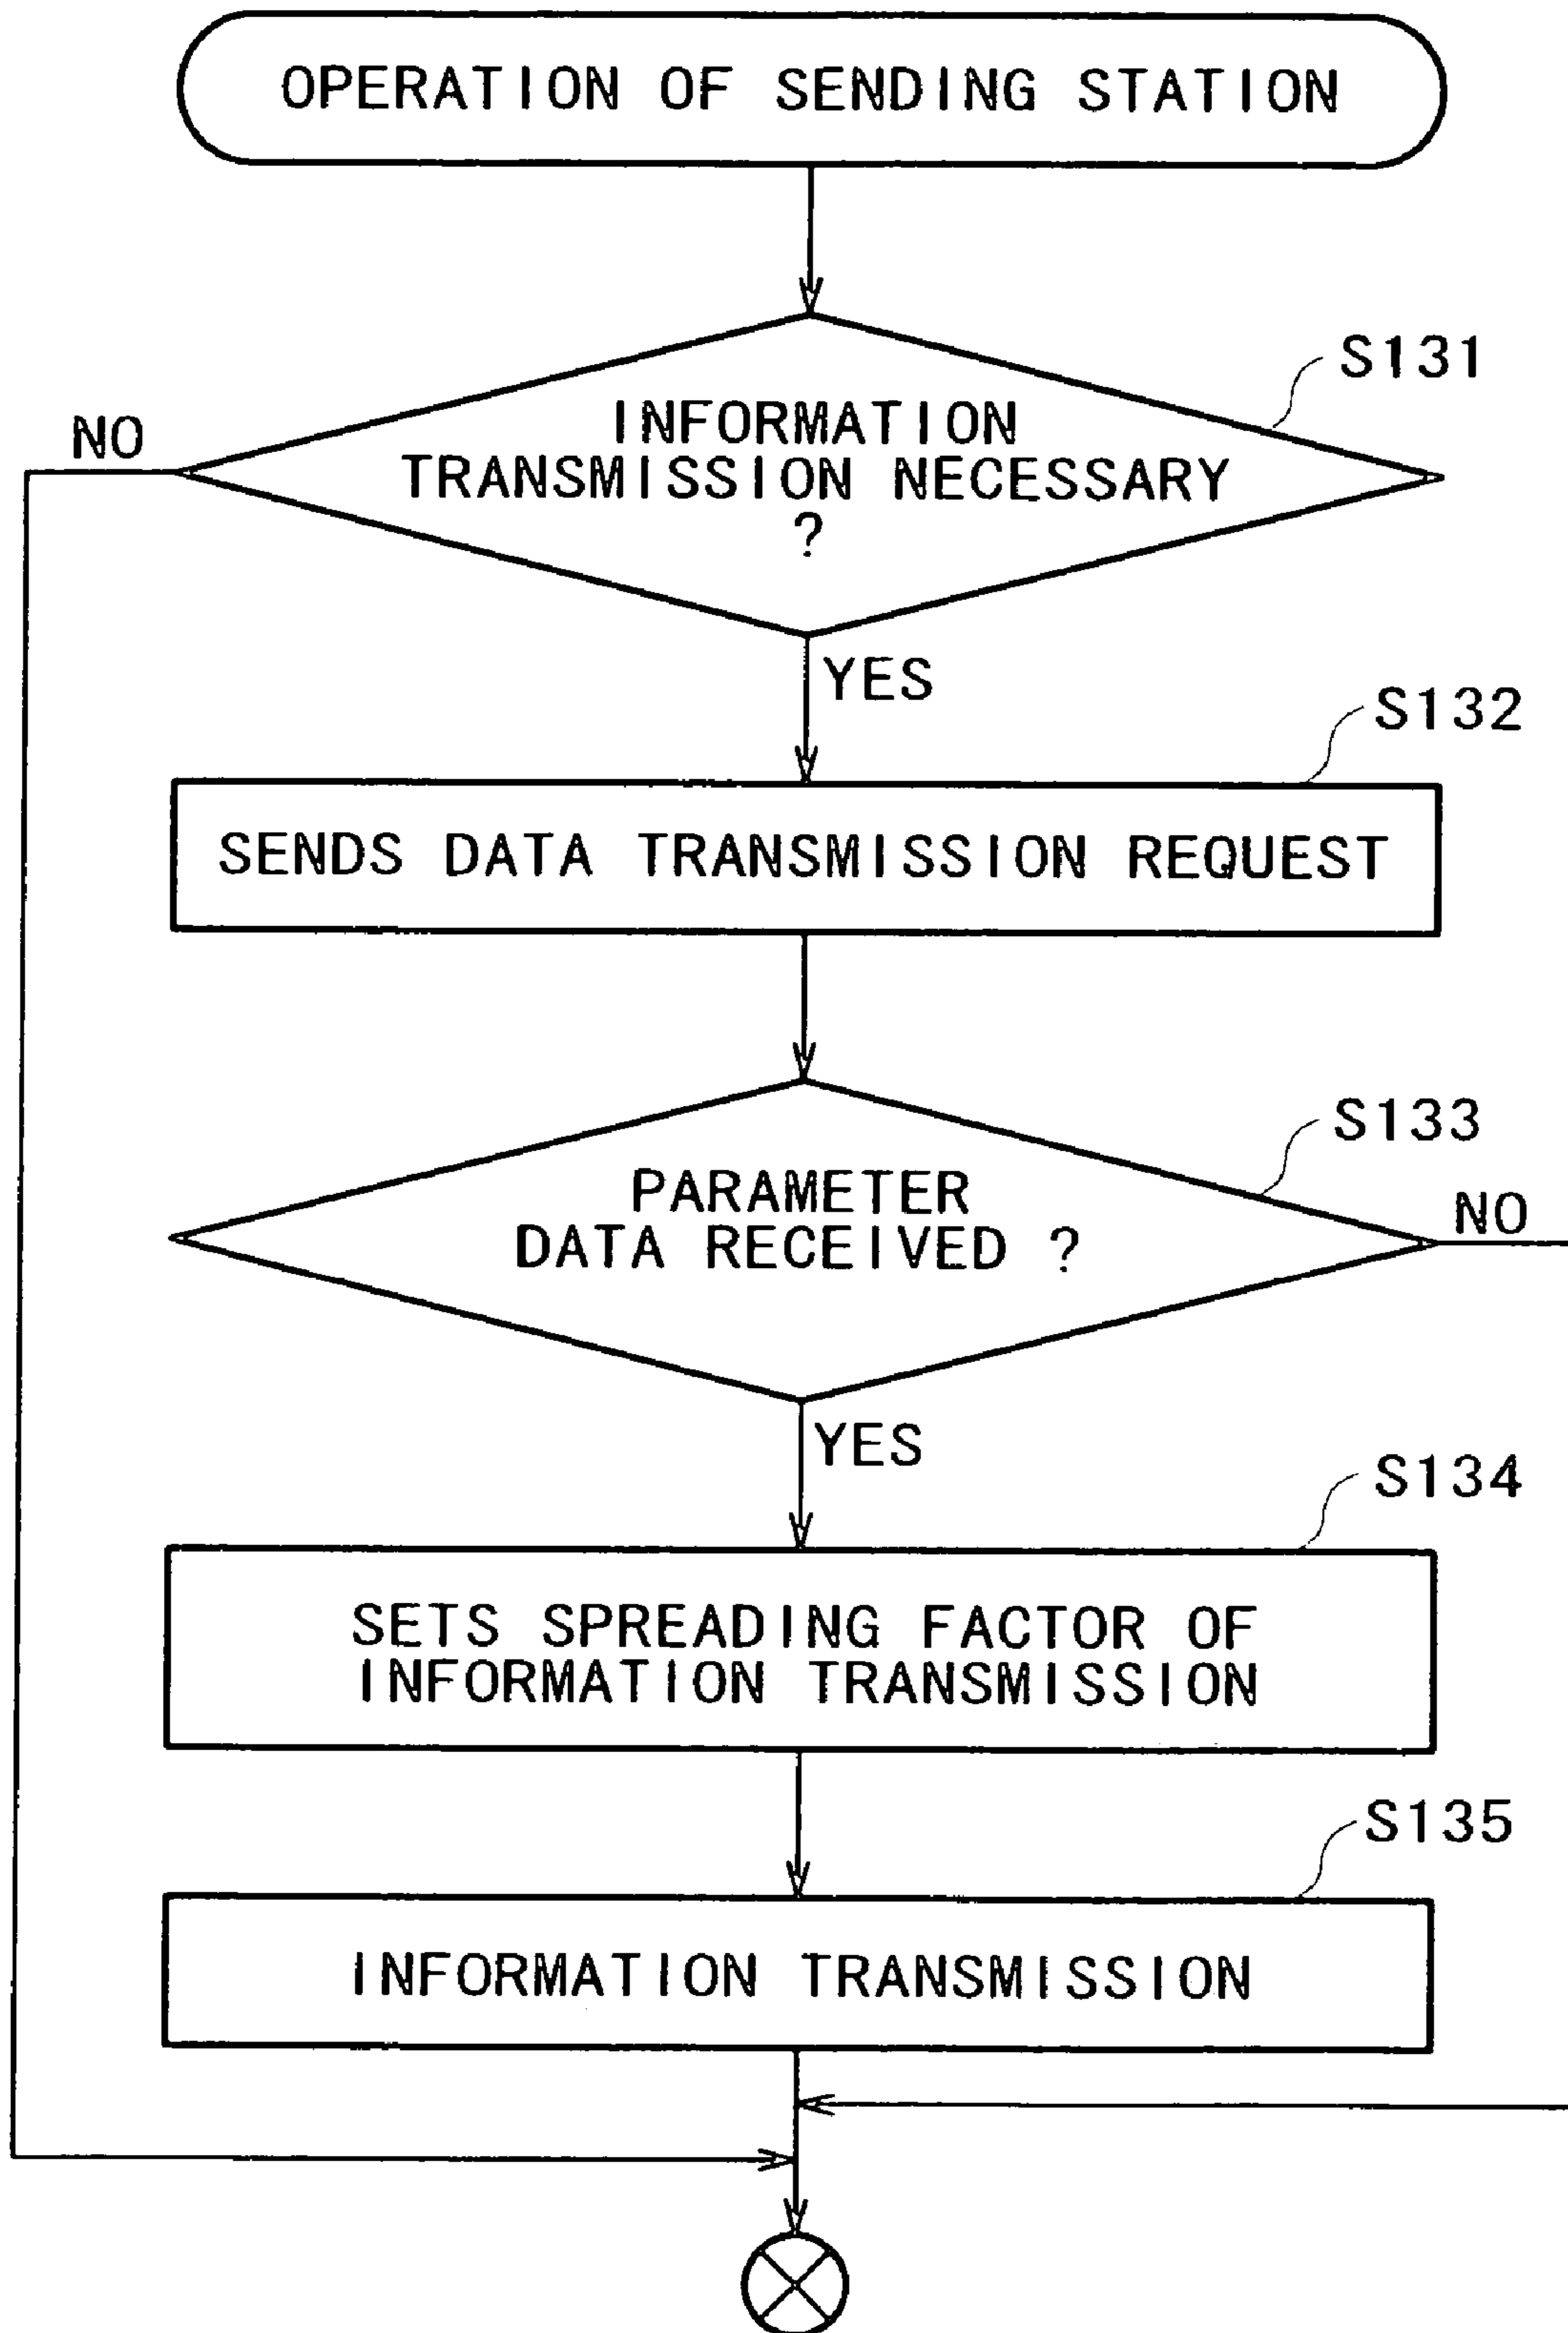 OPERATION OF SENDING STATION
S131
NO
INFORMATION
TRANSMISSION NECESSARY
?
YES
S132
SENDS DATA TRANSMISSION REQUEST
S133
PARAMETER
DATA RECEIVED ?
NO
YES
S134
SETS SPREADING FACTOR OF
INFORMATION TRANSMISSION
S135
INFORMATION TRANSMISSION